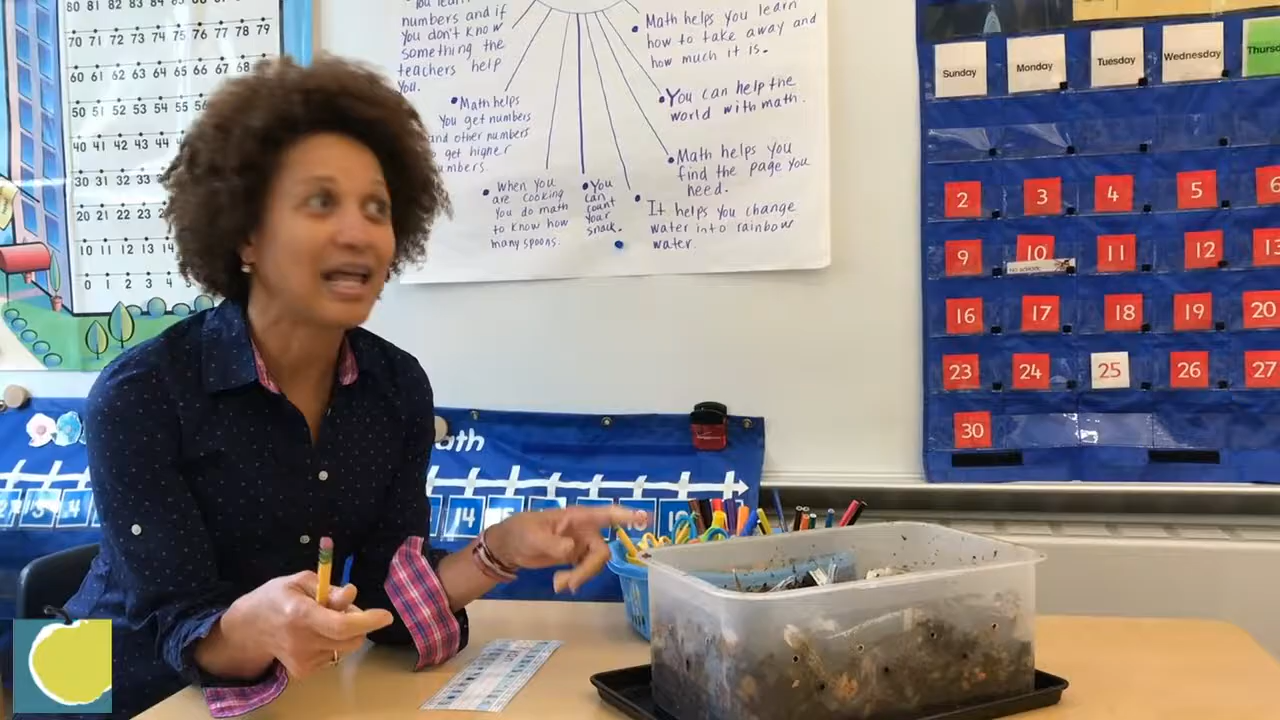 80 81 82 83 84 85 86 87 88 89
70 71 72 73 74 75 76 77 78 79
60 61 62 63 64 65 66 67 68
50 51 52 53 54 55 56
40 41 42 43 44
30 31 32 33
20 21 22 23
10 11 12 13 14
0 1 2 3 4
You learn
numbers and if
you don't know
something the
teachers help
you.
• Math helps
you get numbers
and other numbers
get higher
numbers.
• When you
are cooking
you do math
to know how
many spoons.
• You
can
count
your
snack.
• Math helps you learn
how to take away and
how much it is.
• You can help the
world with math.
• Math helps you
find the page you
need.
• It helps you change
water into rainbow
water.
Sunday Monday Tuesday Wednesday Thurs
2 3 4 5 6
9 10 11 12 13
NO SCHOOL
16 17 18 19 20
23 24 25 26 27
30
ath
14